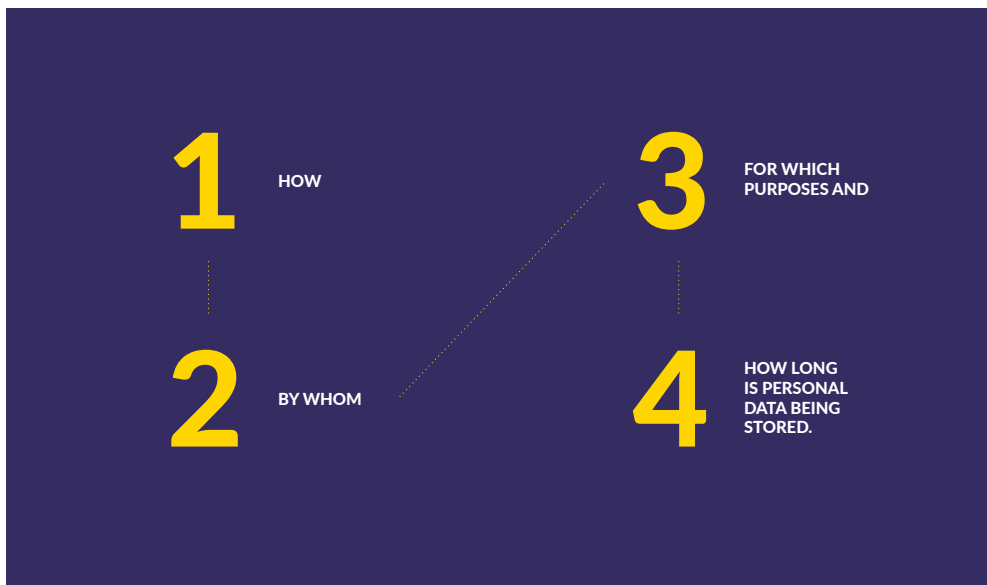 1
HOW
2
BY WHOM
3
FOR WHICH
PURPOSES AND
4
HOW LONG
IS PERSONAL
DATA BEING
STORED.